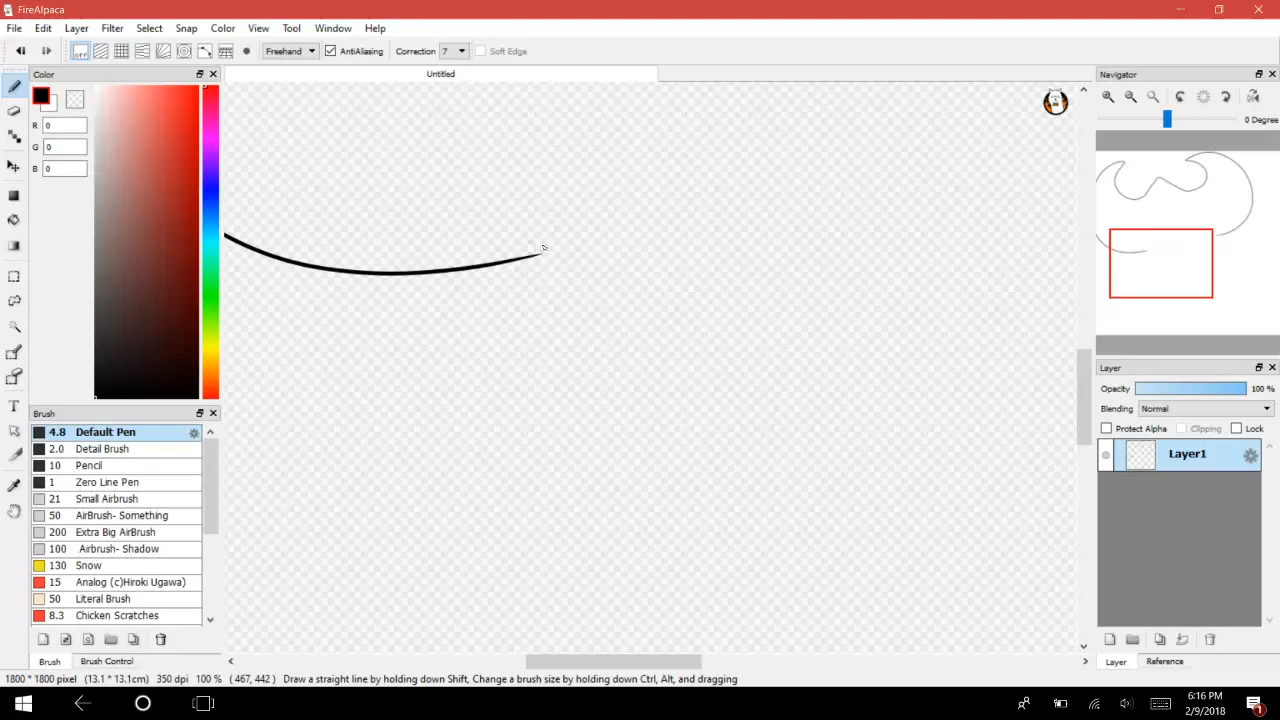 FireAlpaca
File Edit Layer Filter Select Snap Color View Tool Window Help
off Freehand AntiAliasing Correction 7 Soft Edge
Color
Untitled
Navigator
R 0
G 0
B 0
0 Degree
Brush
4.8 Default Pen
2.0 Detail Brush
10 Pencil
1 Zero Line Pen
21 Small Airbrush
50 AirBrush- Something
200 Extra Big AirBrush
100 Airbrush- Shadow
130 Snow
15 Analog (c)Hiroki Ugawa)
50 Literal Brush
8.3 Chicken Scratches
Brush Brush Control
Layer
Opacity 100 %
Blending Normal
Protect Alpha Clipping Lock
Layer1
Layer Reference
1800 * 1800 pixel (13.1 * 13.1cm) 350 dpi 100 % ( 467, 442 ) Draw a straight line by holding down Shift, Change a brush size by holding down Ctrl, Alt, and dragging
6:16 PM
2/9/2018
1